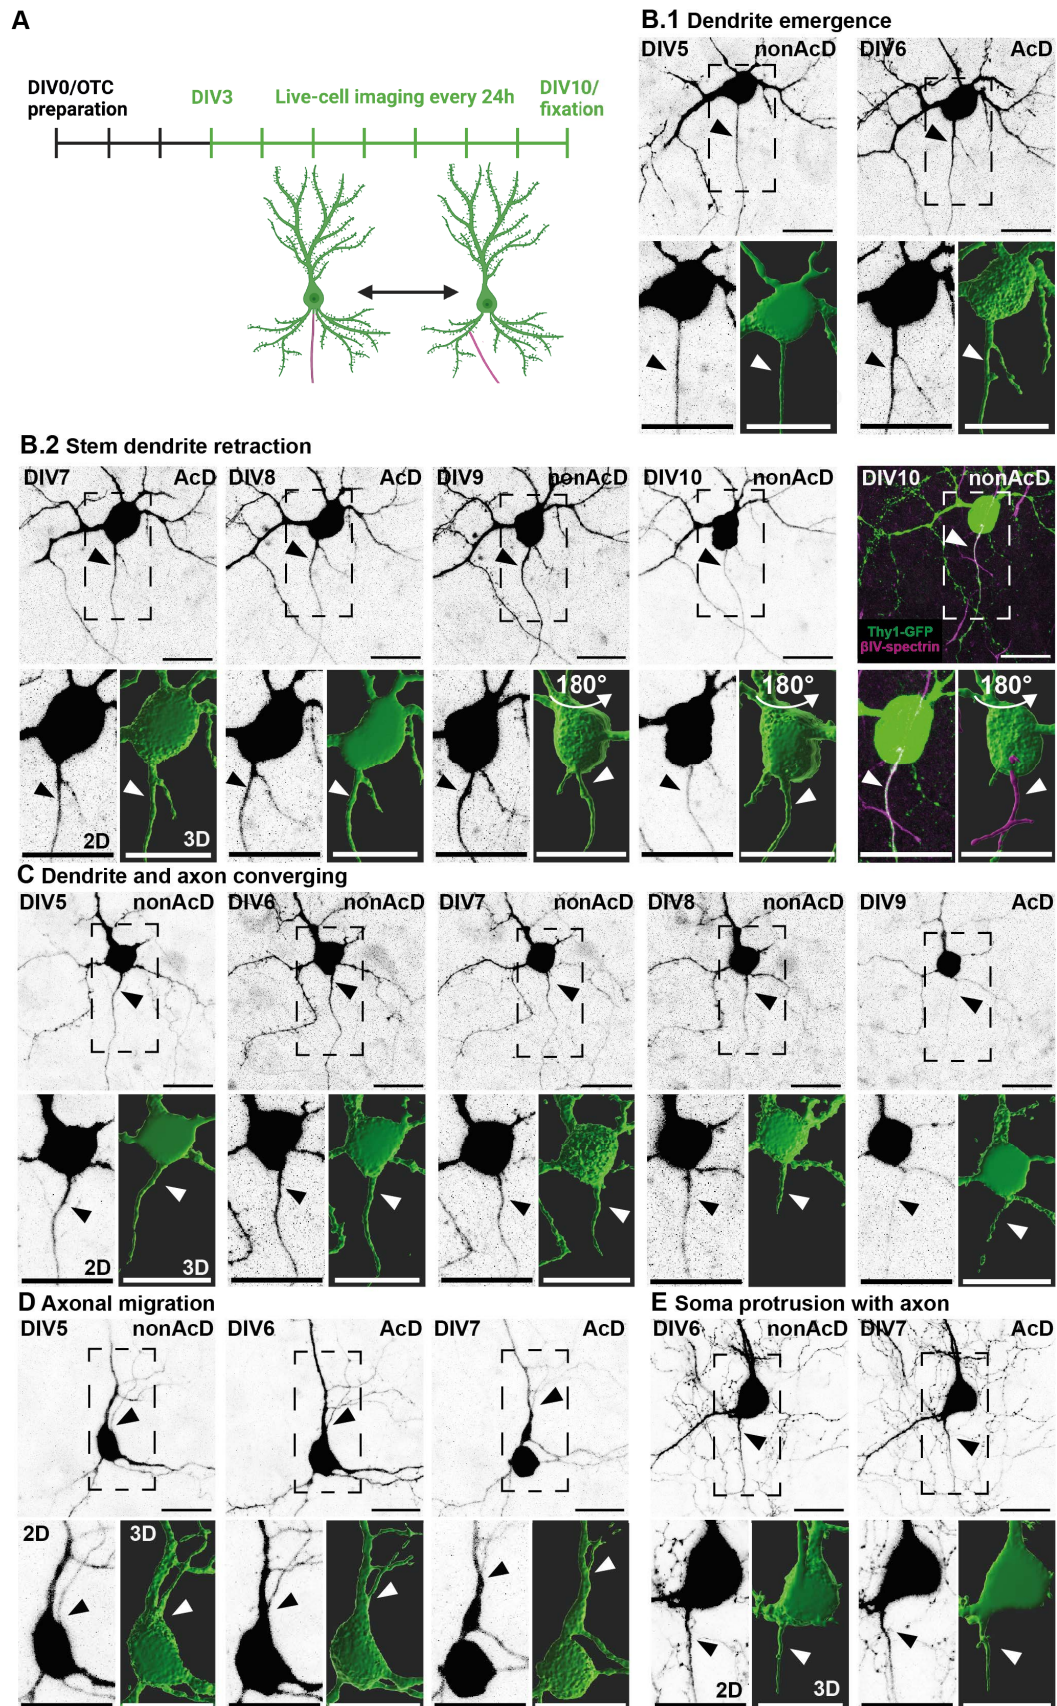 A
DIV0/OTC
preparation
DIV3
Live-cell imaging every 24h
DIV10/
fixation
B.1 Dendrite emergence
DIV5 nonAcD
DIV6 AcD
B.2 Stem dendrite retraction
DIV7 AcD
DIV8 AcD
DIV9 nonAcD
DIV10 nonAcD
DIV10 nonAcD
Thy1-GFP
βIV-spectrin
2D
3D
180°
180°
180°
C Dendrite and axon converging
DIV5 nonAcD
DIV6 nonAcD
DIV7 nonAcD
DIV8 nonAcD
DIV9 AcD
2D
3D
D Axonal migration
DIV5 nonAcD
DIV6 AcD
DIV7 AcD
2D
3D
E Soma protrusion with axon
DIV6 nonAcD
DIV7 AcD
2D
3D